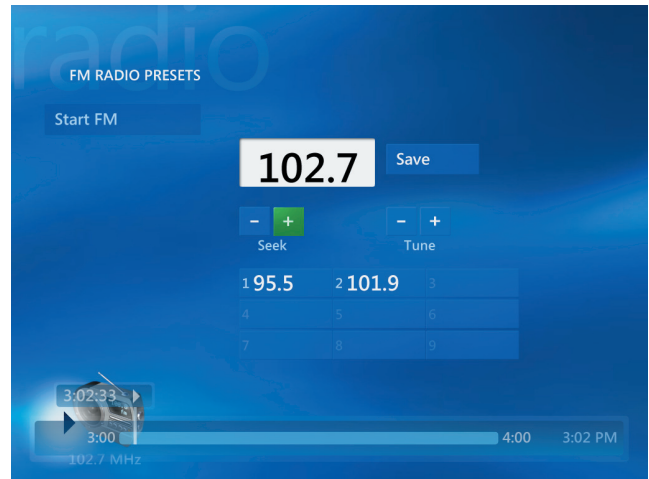 radio
FM RADIO PRESETS
Start FM
102.7
Save
- + - +
Seek Tune
1 95.5 2 101.9 3
4 5 6
7 8 9
3:02:33
3:00 4:00 3:02 PM
102.7 MHz